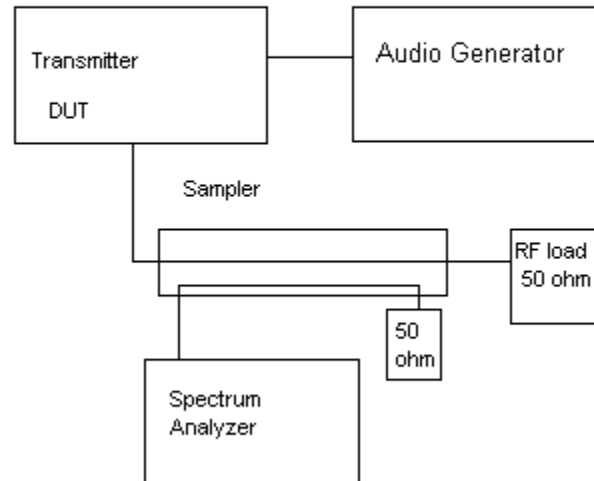 Transmitter
DUT
Audio Generator
Sampler
RF load
50 ohm
50
ohm
Spectrum
Analyzer